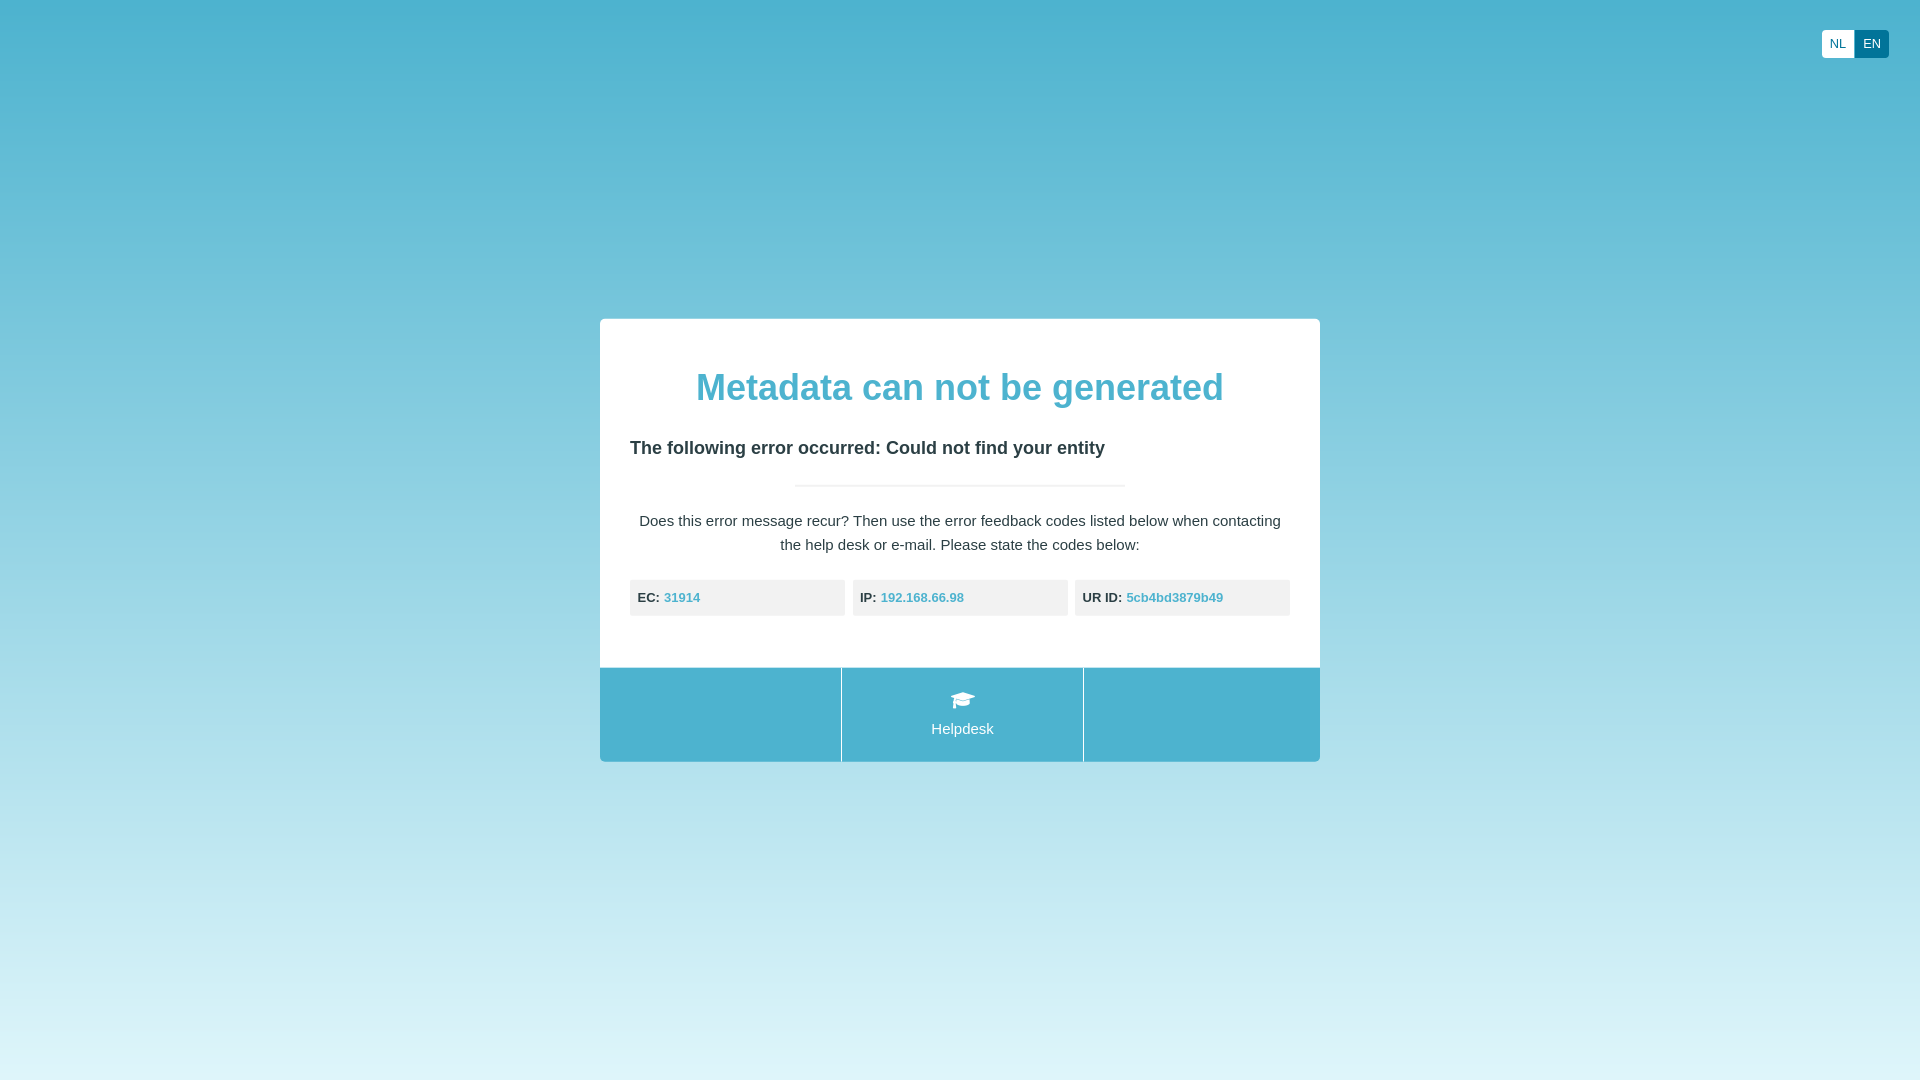 NL EN
Metadata can not be generated
The following error occurred: Could not find your entity
Does this error message recur? Then use the error feedback codes listed below when contacting
the help desk or e-mail. Please state the codes below:
EC: 31914 IP: 192.168.66.98 UR ID: 5cb4bd3879b49
Helpdesk